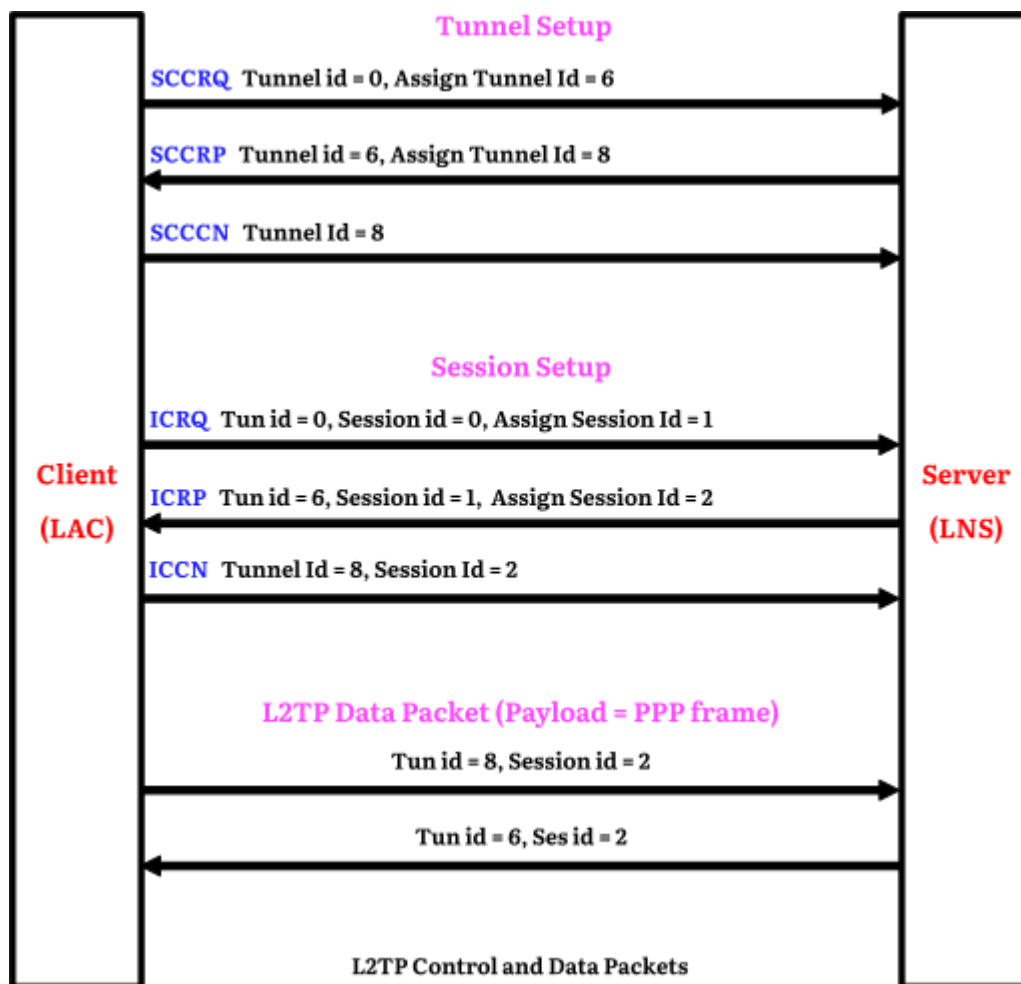 Tunnel Setup
SCCRQ Tunnel id = 0, Assign Tunnel Id = 6
SCCRP Tunnel id = 6, Assign Tunnel Id = 8
SCCCN Tunnel Id = 8
Session Setup
ICRQ Tun id = 0, Session id = 0, Assign Session Id = 1
Client
(LAC)
ICRP Tun id = 6, Session id = 1, Assign Session Id = 2
Server
(LNS)
ICCN Tunnel Id = 8, Session Id = 2
L2TP Data Packet (Payload = PPP frame)
Tun id = 8, Session id = 2
Tun id = 6, Ses id = 2
L2TP Control and Data Packets